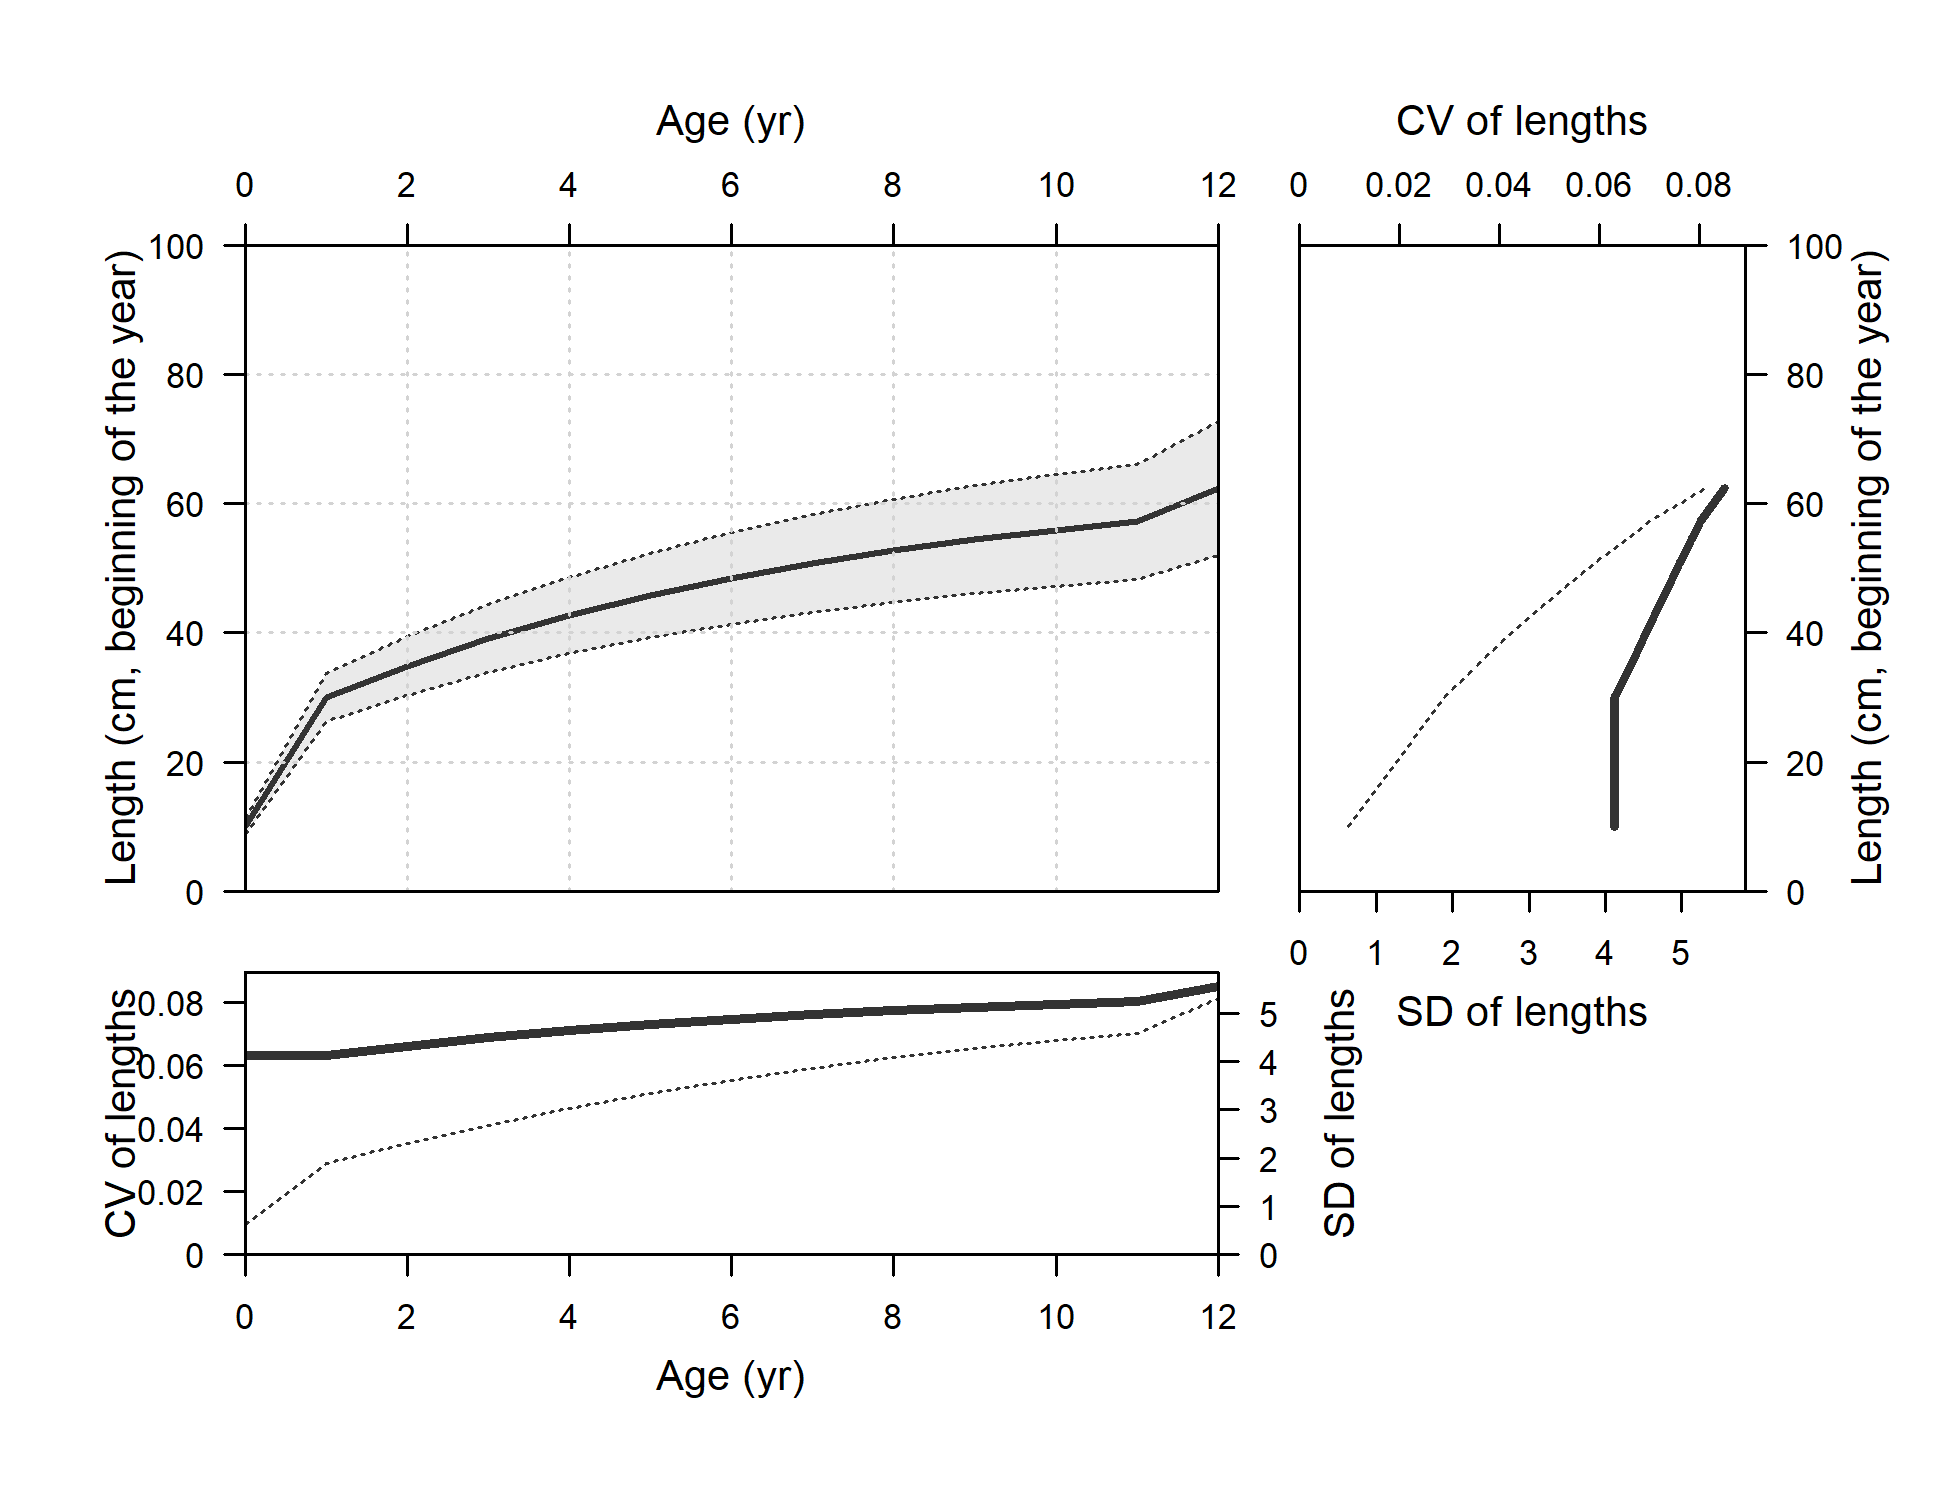 Age (yr)
CV of lengths
0 2 4 6 8 10 12
0 0.02 0.04 0.06 0.08
Length (cm, beginning of the year)
100
80
60
40
20
0
100
80
60
40
20
0
Length (cm, beginning of the year)
0 1 2 3 4 5
SD of lengths
CV of lengths
0.08
0.06
0.04
0.02
0
5
4
3
2
1
0
SD of lengths
0 2 4 6 8 10 12
Age (yr)